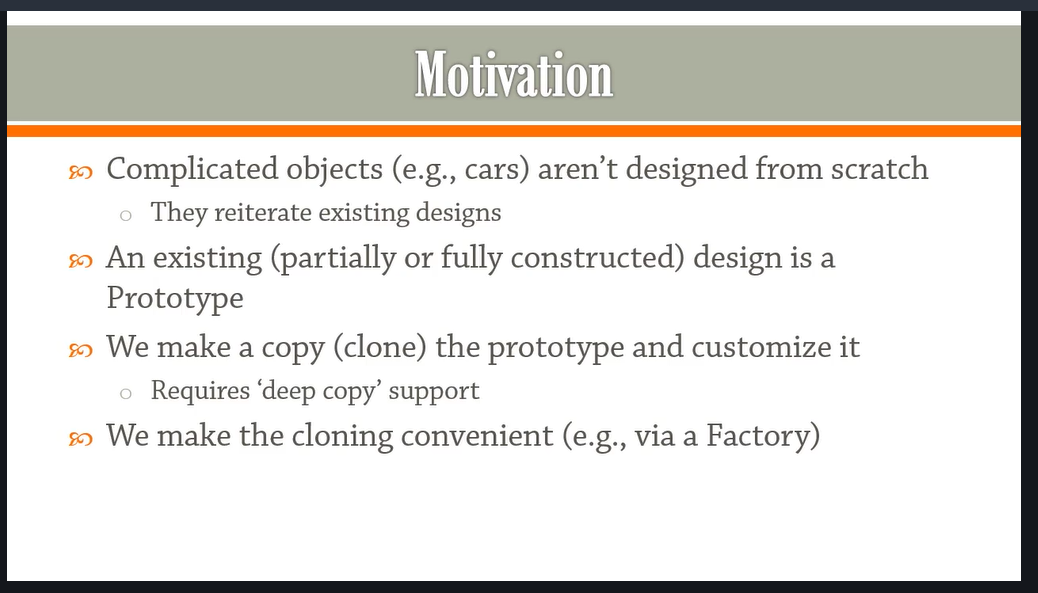 Motivation
Complicated objects (e.g., cars) aren’t designed from scratch
They reiterate existing designs
An existing (partially or fully constructed) design is a
Prototype
We make a copy (clone) the prototype and customize it
Requires ‘deep copy’ support
We make the cloning convenient (e.g., via a Factory)